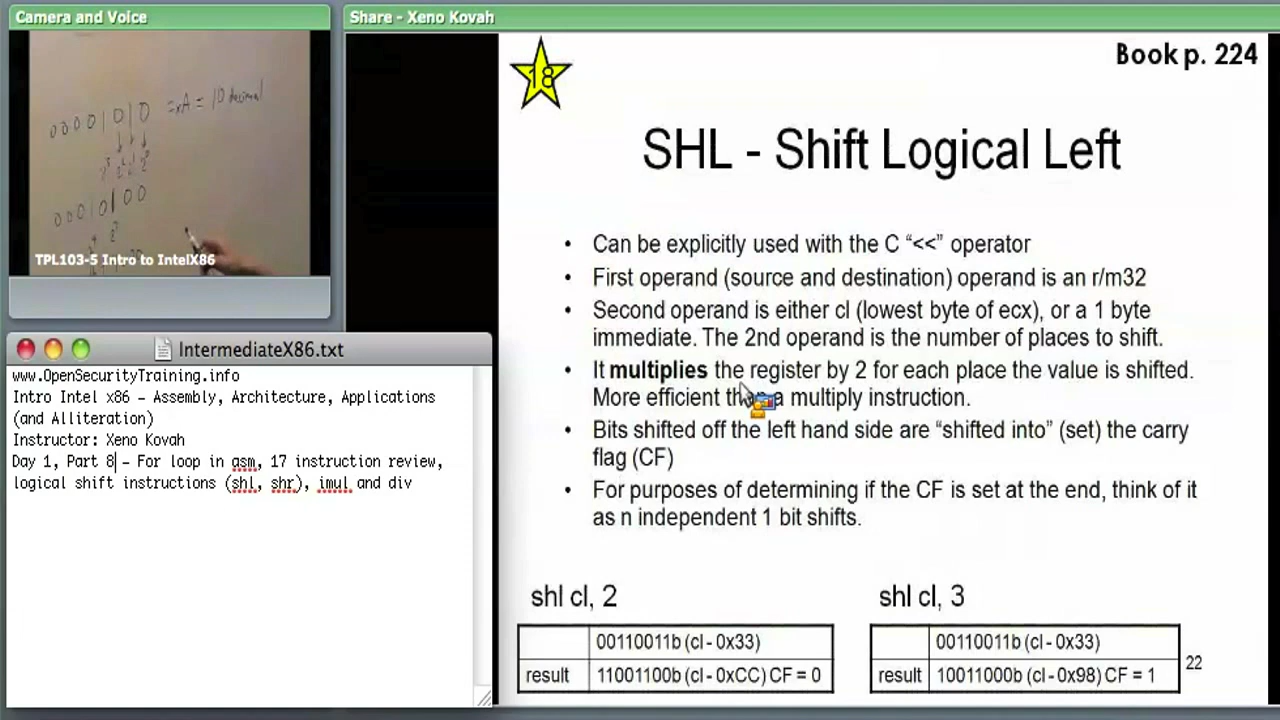 Camera and Voice
00001010 =xA = 10 decimal
00010100
TPL103-5 Intro to IntelX86
IntermediateX86.txt
www.OpenSecurityTraining.info
Intro Intel x86 – Assembly, Architecture, Applications
(and Alliteration)
Instructor: Xeno Kovah
Day 1, Part 8 – For loop in asm, 17 instruction review,
logical shift instructions (shl, shr), imul and div
Share - Xeno Kovah
18
Book p. 224
SHL - Shift Logical Left
• Can be explicitly used with the C “<<” operator
• First operand (source and destination) operand is an r/m32
• Second operand is either cl (lowest byte of ecx), or a 1 byte
immediate. The 2nd operand is the number of places to shift.
• It multiplies the register by 2 for each place the value is shifted.
More efficient than a multiply instruction.
• Bits shifted off the left hand side are “shifted into” (set) the carry
flag (CF)
• For purposes of determining if the CF is set at the end, think of it
as n independent 1 bit shifts.
shl cl, 2
00110011b (cl - 0x33)
result 11001100b (cl - 0xCC) CF = 0
shl cl, 3
00110011b (cl - 0x33)
result 10011000b (cl - 0x98) CF = 1
22